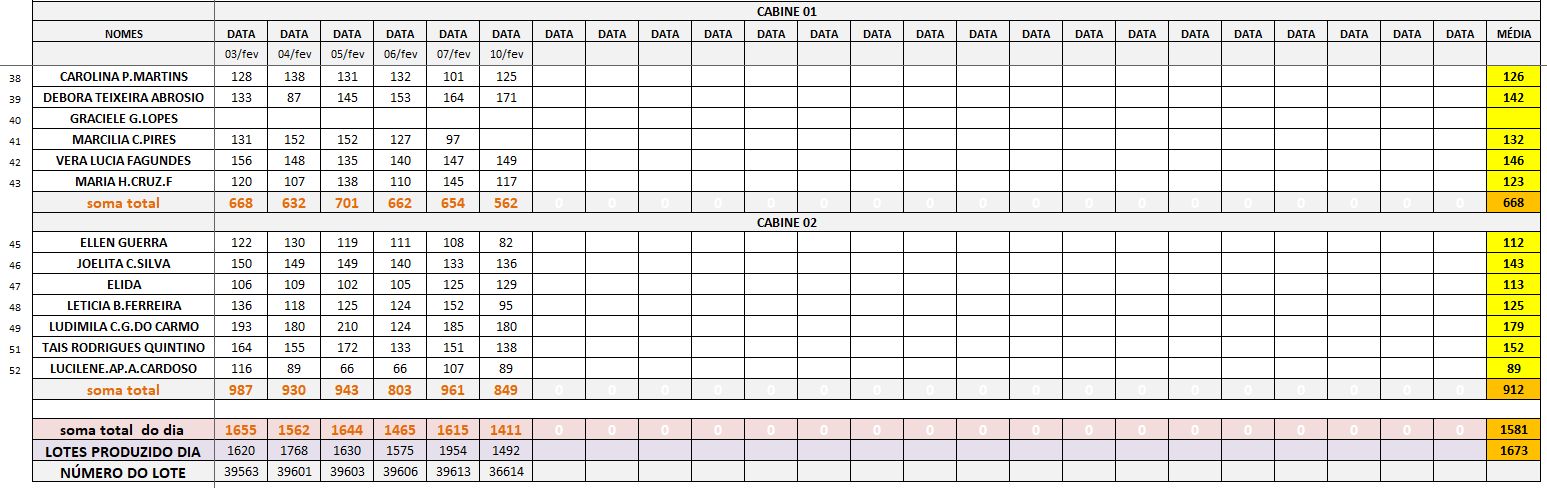 CABINE 01
NOMES DATA DATA DATA DATA DATA DATA DATA DATA DATA DATA DATA DATA DATA DATA DATA DATA DATA DATA DATA DATA DATA DATA DATA DATA MÉDIA
03/fev 04/fev 05/fev 06/fev 07/fev 10/fev
38 CAROLINA P.MARTINS 128 138 131 132 101 125 126
39 DEBORA TEIXEIRA ABROSIO 133 87 145 153 164 171 142
40 GRACIELE G.LOPES
41 MARCILIA C.PIRES 131 152 152 127 97 132
42 VERA LUCIA FAGUNDES 156 148 135 140 147 149 146
43 MARIA H.CRUZ.F 120 107 138 110 145 117 123
soma total 668 632 701 662 654 562 0 0 0 0 0 0 0 0 0 0 0 0 0 0 0 0 0 0 668
CABINE 02
45 ELLEN GUERRA 122 130 119 111 108 82 112
46 JOELITA C.SILVA 150 149 149 140 133 136 143
47 ELIDA 106 109 102 105 125 129 113
48 LETICIA B.FERREIRA 136 118 125 124 152 95 125
49 LUDIMILA C.G.DO CARMO 193 180 210 124 185 180 179
51 TAIS RODRIGUES QUINTINO 164 155 172 133 151 138 152
52 LUCILENE.AP.A.CARDOSO 116 89 66 66 107 89 89
soma total 987 930 943 803 961 849 0 0 0 0 0 0 0 0 0 0 0 0 0 0 0 0 0 0 912
soma total do dia 1655 1562 1644 1465 1615 1411 0 0 0 0 0 0 0 0 0 0 0 0 0 0 0 0 0 0 1581
LOTES PRODUZIDO DIA 1620 1768 1630 1575 1954 1492 1673
NÚMERO DO LOTE 39563 39601 39603 39606 39613 36614